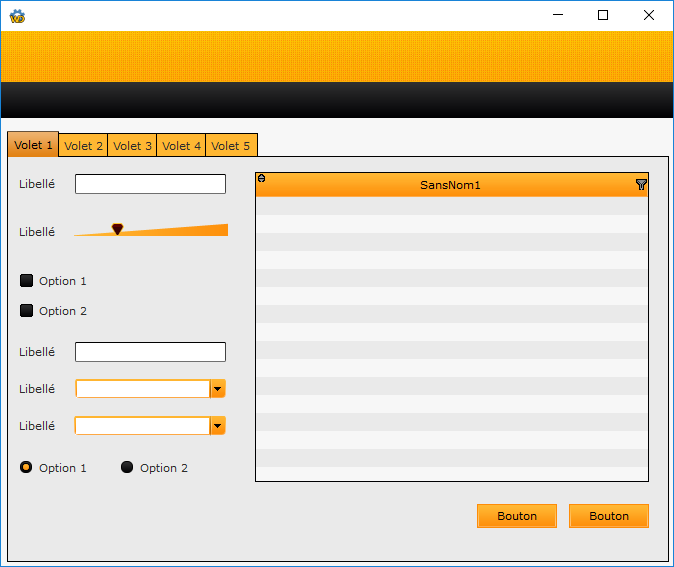 Volet 1 Volet 2 Volet 3 Volet 4 Volet 5
Libellé
SansNom1
Libellé
Option 1
Option 2
Libellé
Libellé
Libellé
Option 1 Option 2
Bouton Bouton